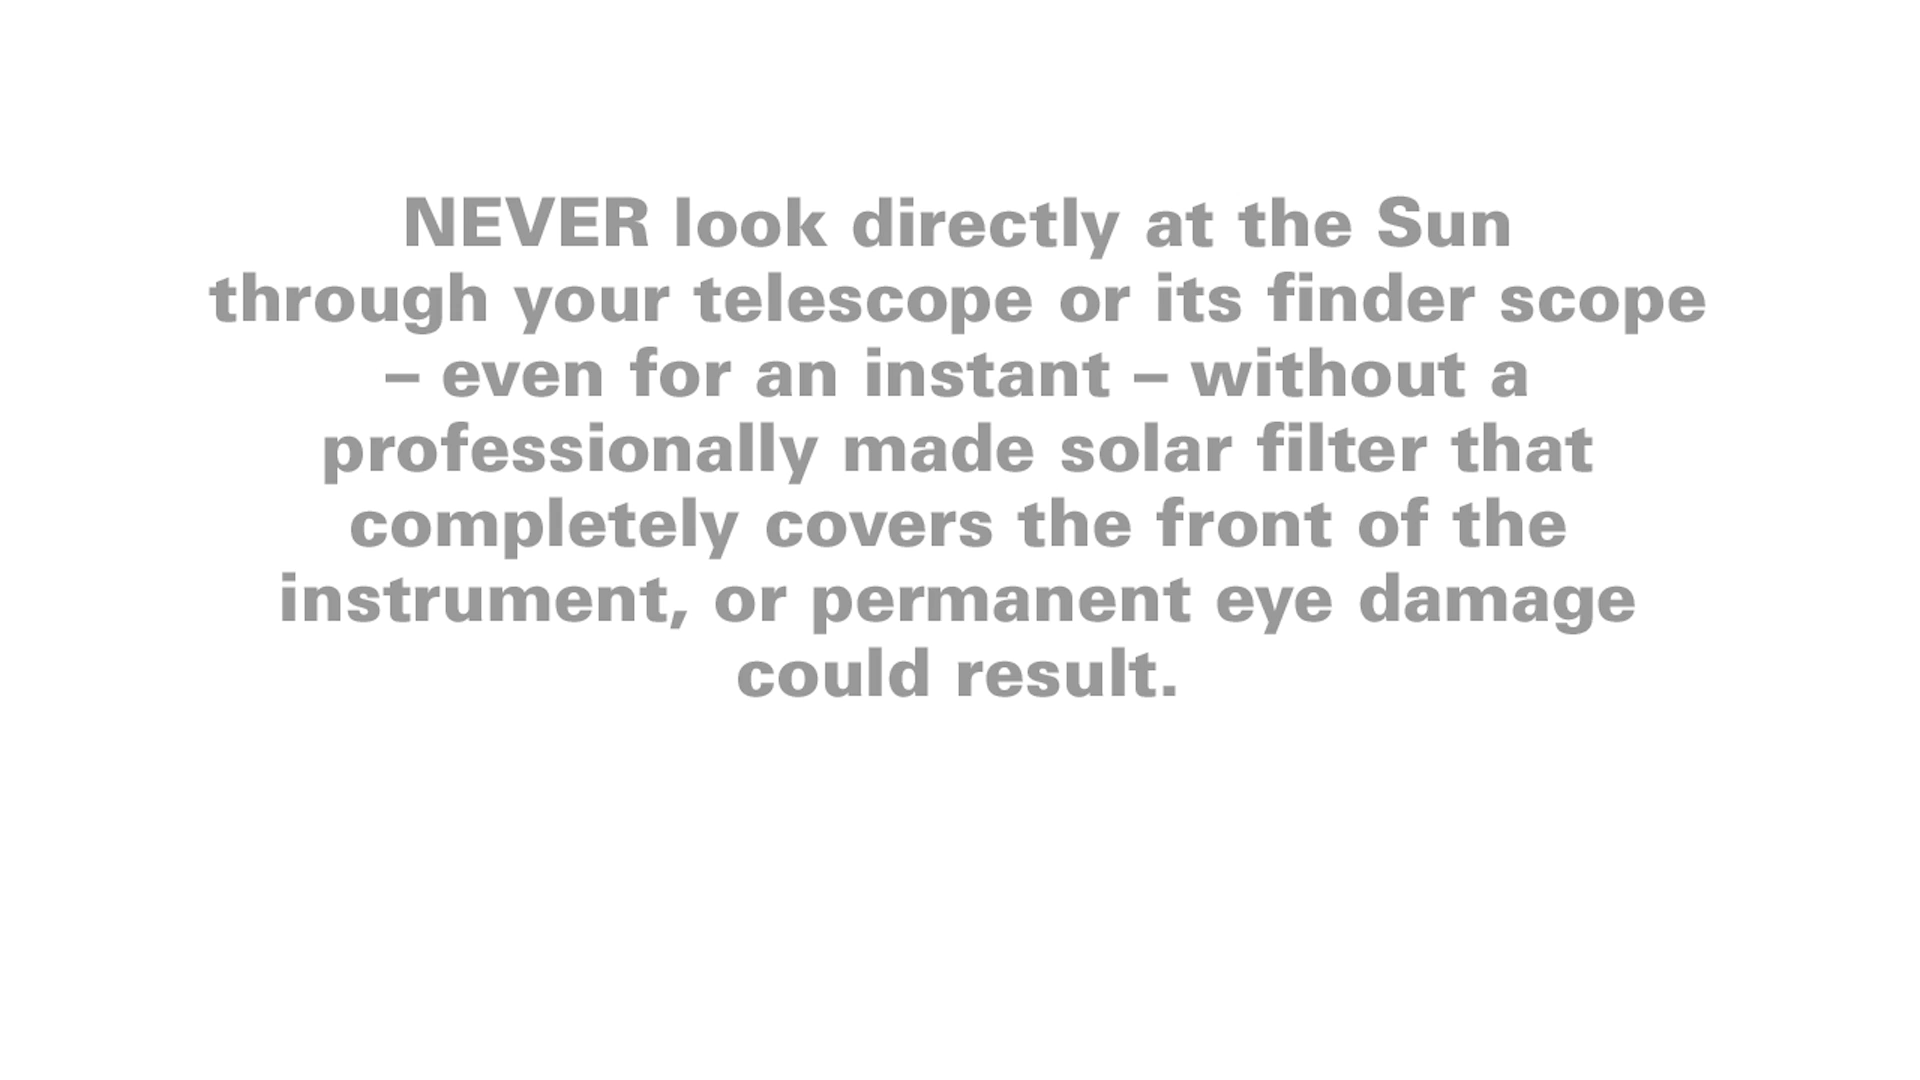 NEVER look directly at the Sun
through your telescope or its finder scope
– even for an instant – without a
professionally made solar filter that
completely covers the front of the
instrument, or permanent eye damage
could result.